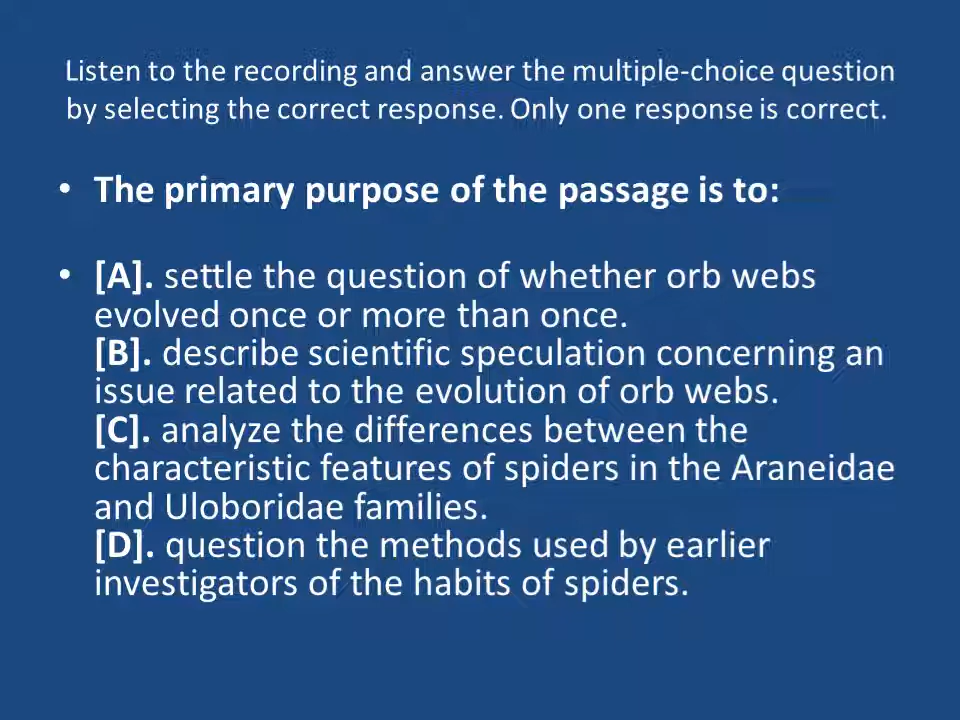 Listen to the recording and answer the multiple-choice question
by selecting the correct response. Only one response is correct.
• The primary purpose of the passage is to:
• [A]. settle the question of whether orb webs
evolved once or more than once.
[B]. describe scientific speculation concerning an
issue related to the evolution of orb webs.
[C]. analyze the differences between the
characteristic features of spiders in the Araneidae
and Uloboridae families.
[D]. question the methods used by earlier
investigators of the habits of spiders.